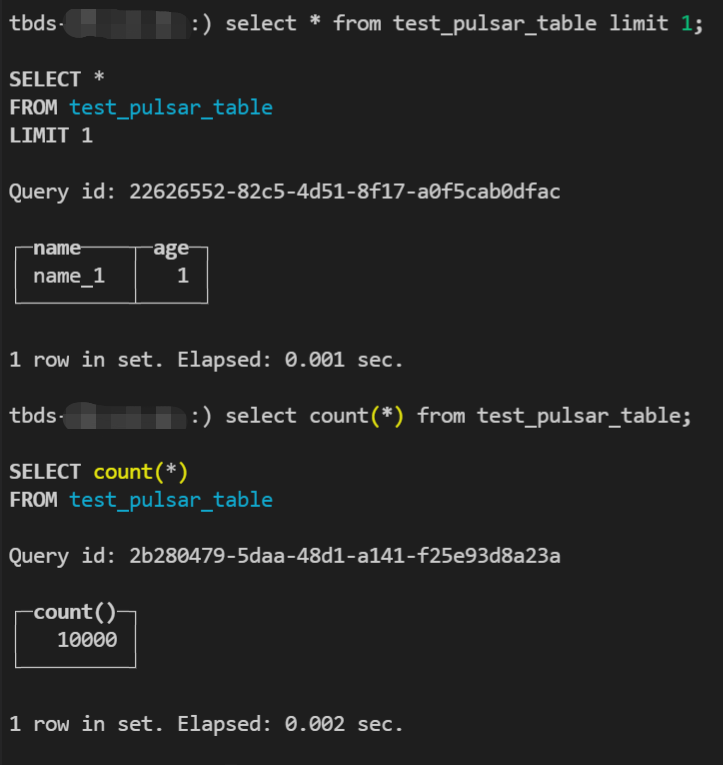 tbds- :) select * from test_pulsar_table limit 1;
SELECT *
FROM test_pulsar_table
LIMIT 1
Query id: 22626552-82c5-4d51-8f17-a0f5cab0dfac
name age
name_1 1
1 row in set. Elapsed: 0.001 sec.
tbds- :) select count(*) from test_pulsar_table;
SELECT count(*)
FROM test_pulsar_table
Query id: 2b280479-5daa-48d1-a141-f25e93d8a23a
count()
10000
1 row in set. Elapsed: 0.002 sec.